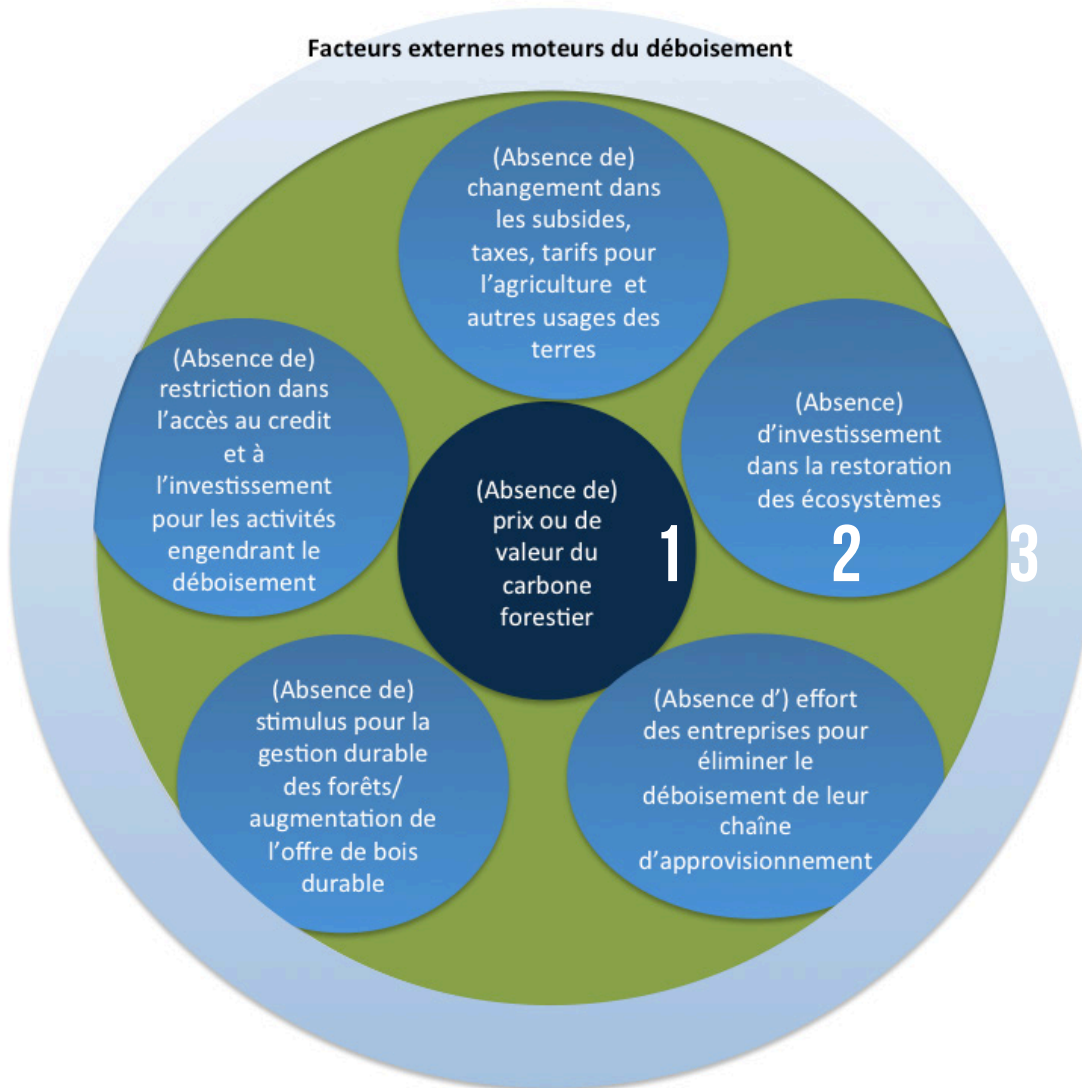 Facteurs externes moteurs du déboisement
(Absence de)
changement dans
les subsides,
taxes, tarifs pour
l'agriculture et
autres usages des
terres
(Absence de)
restriction dans
l'accès au credit
et à
l'investissement
pour les activités
engendrant le
déboisement
(Absence de)
prix ou de
valeur du
carbone
forestier
1
(Absence)
d'investissement
dans la restoration
des écosystèmes
2
3
(Absence de)
stimulus pour la
gestion durable
des forêts/
augmentation de
l'offre de bois
durable
(Absence d') effort
des entreprises pour
éliminer le
déboisement de leur
chaîne
d'approvisionnement